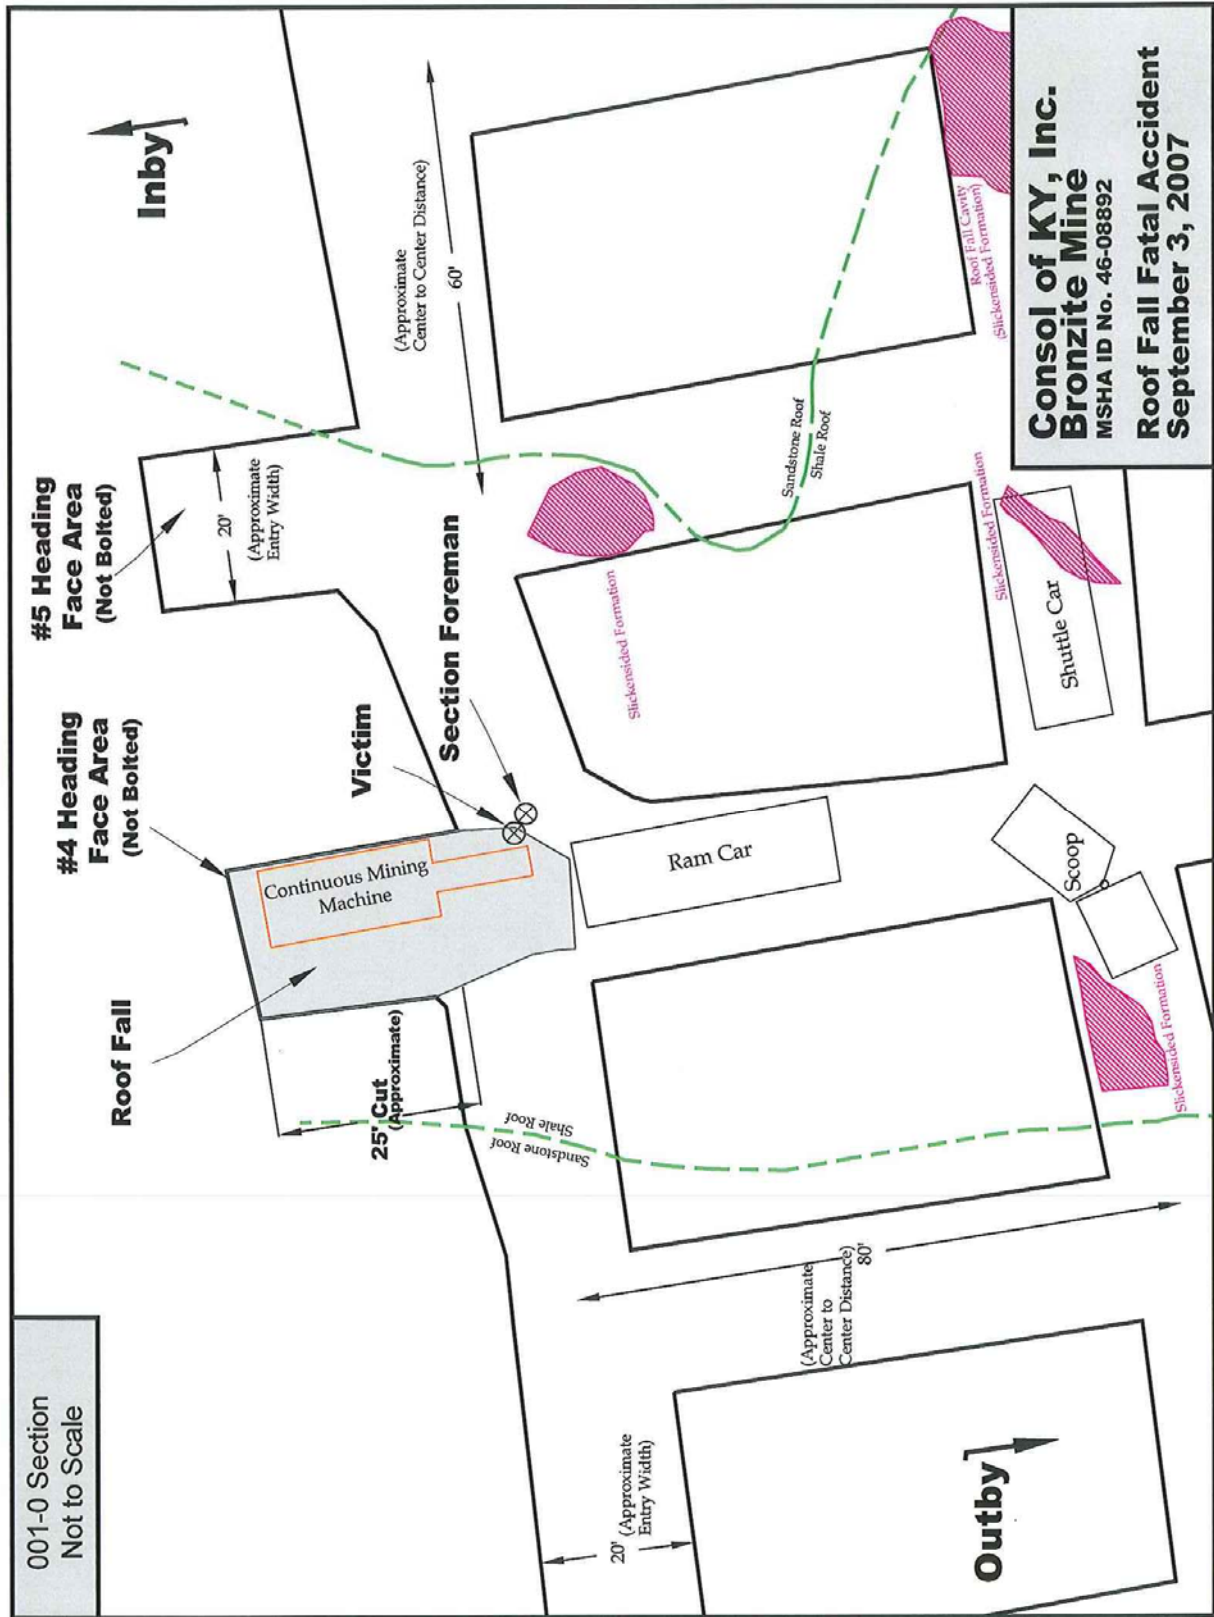 001-0 Section
Not to Scale
Roof Fall
#4 Heading
Face Area
(Not Bolted)
#5 Heading
Face Area
(Not Bolted)
Inby
20'
(Approximate
Entry Width)
(Approximate
Center to Center Distance)
60'
Victim
Section Foreman
Continuous Mining
Machine
25' Cut
(Approximate)
Sandstone Roof
Shale Roof
Ram Car
Slickensided Formation
Sandstone Roof
Shale Roof
Roof Fall Cavity
(Slickensided Formation)
Slickensided Formation
Shuttle Car
Scoop
Slickensided Formation
(Approximate
Center to
Center Distance)
80'
20' (Approximate
Entry Width)
Outby
Consol of KY, Inc.
Bronzite Mine
MSHA ID No. 46-08892
Roof Fall Fatal Accident
September 3, 2007